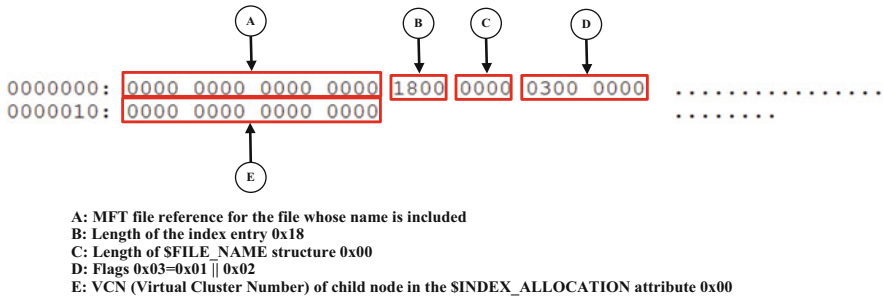 A B C D
0000000: 0000 0000 0000 0000 1800 0000 0300 0000 ................
0000010: 0000 0000 0000 0000 ........
E
A: MFT file reference for the file whose name is included
B: Length of the index entry 0x18
C: Length of $FILE_NAME structure 0x00
D: Flags 0x03=0x01 || 0x02
E: VCN (Virtual Cluster Number) of child node in the $INDEX_ALLOCATION attribute 0x00